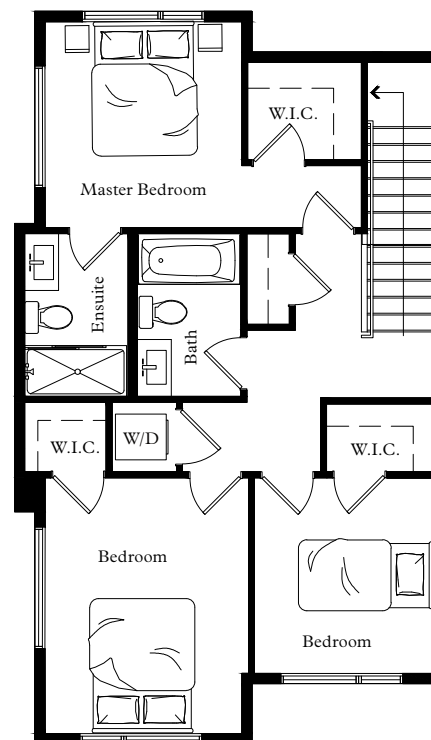 W.I.C.
Master Bedroom
Ensuite
Bath
W.I.C.
W/D
W.I.C.
Bedroom
Bedroom